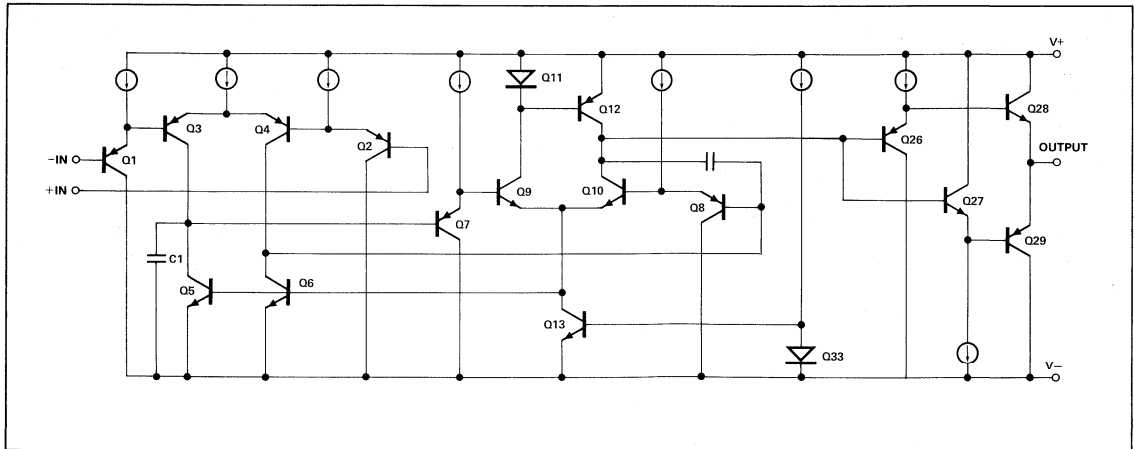 V+
Q11
Q12
Q3
Q4
Q2
Q26
Q28
-IN
Q1
OUTPUT
+IN
Q9
Q10
Q8
Q27
Q7
Q29
C1
Q5
Q6
Q13
Q33
V-